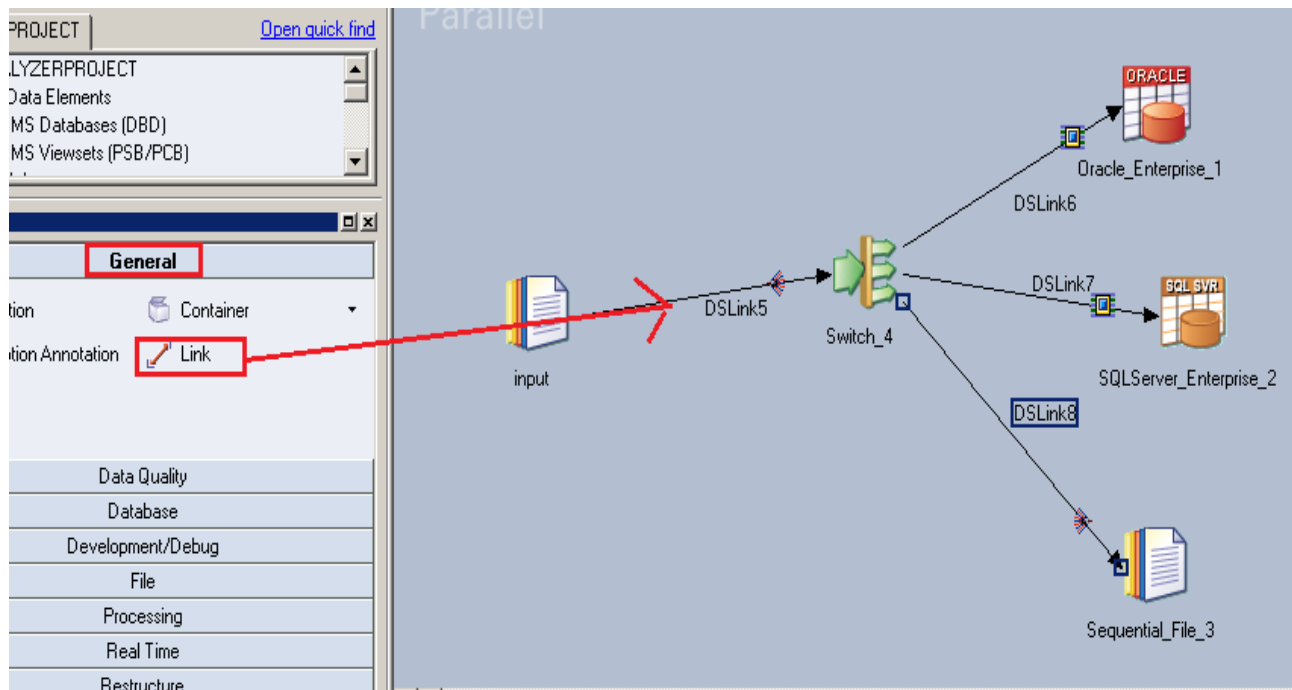 PROJECT
Open quick find
LYZERPROJECT
Data Elements
MS Databases (DBD)
MS Viewsets (PSB/PCB)
General
tion
Container
tion Annotation
Link
Data Quality
Database
Development/Debug
File
Processing
Real Time
Restructure
Parallel
ORACLE
Oracle_Enterprise_1
DSLink6
DSLink7
SQL SVR
DSLink5
Switch_4
input
SQLServer_Enterprise_2
DSLink8
Sequential_File_3